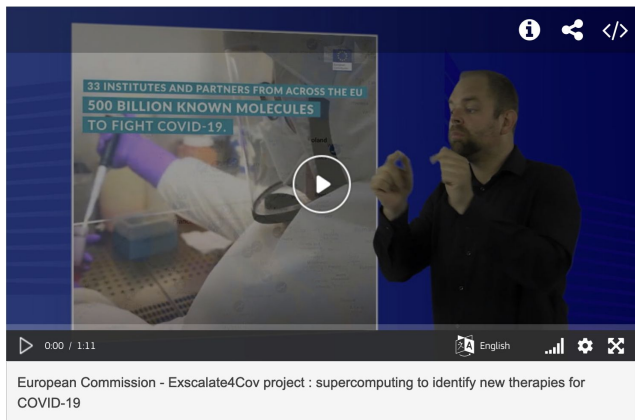 33 INSTITUTES AND PARTNERS FROM ACROSS THE EU
500 BILLION KNOWN MOLECULES
TO FIGHT COVID-19.
0:00 / 1:11
English
European Commission - Exscalate4Cov project : supercomputing to identify new therapies for
COVID-19